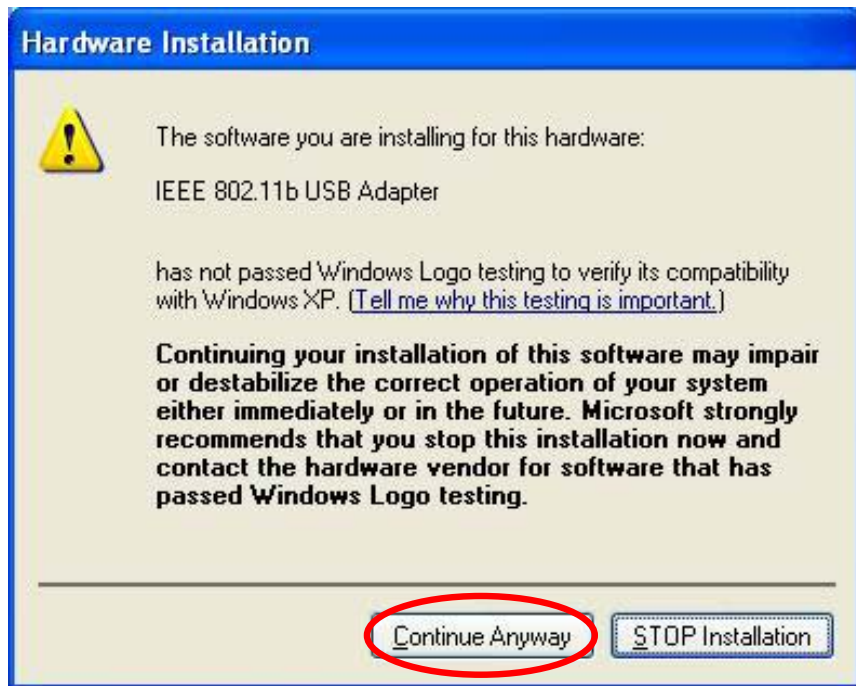 Hardware Installation
The software you are installing for this hardware:
IEEE 802.11b USB Adapter
has not passed Windows Logo testing to verify its compatibility
with Windows XP. (Tell me why this testing is important.)
Continuing your installation of this software may impair
or destabilize the correct operation of your system
either immediately or in the future. Microsoft strongly
recommends that you stop this installation now and
contact the hardware vendor for software that has
passed Windows Logo testing.
Continue Anyway
STOP Installation